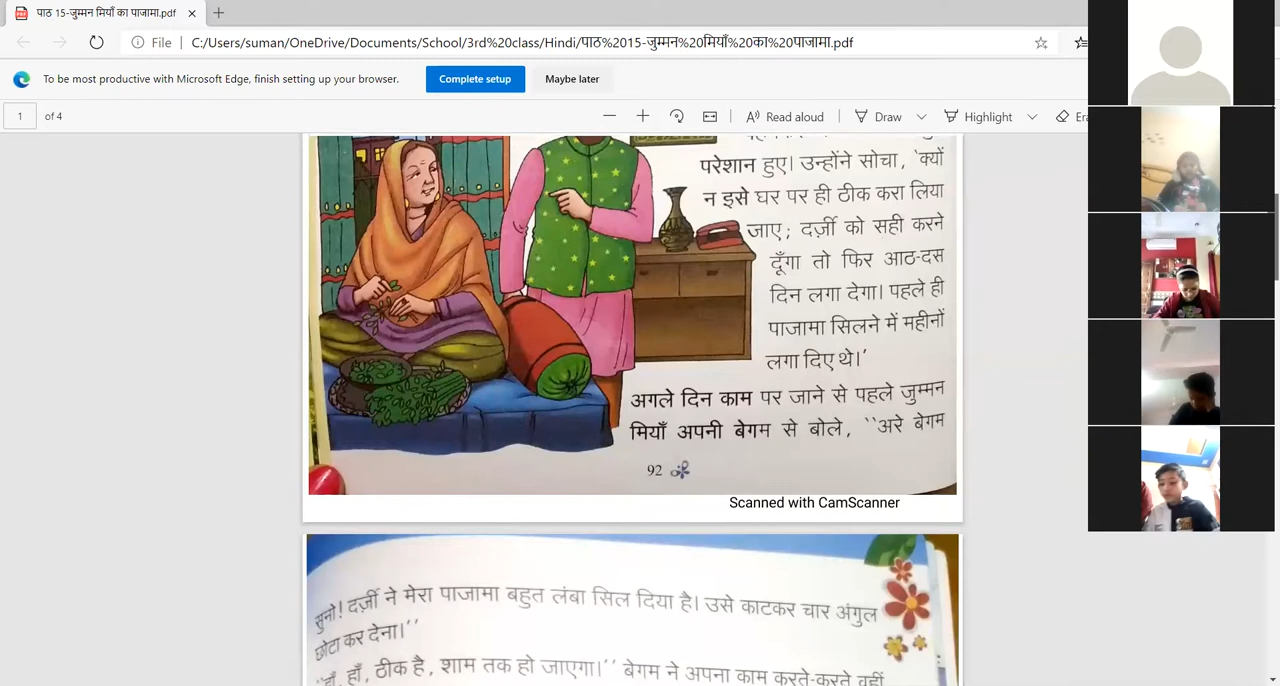 पाठ 15-जुम्मन मियाँ का पाजामा.pdf
File | C:/Users/suman/OneDrive/Documents/School/3rd%20class/Hindi/पाठ%2015-जुम्मन%20मियाँ%20का%20पाजामा.pdf
To be most productive with Microsoft Edge, finish setting up your browser. Complete setup Maybe later
1 of 4 Read aloud Draw Highlight
परेशान हुए। उन्होंने सोचा, 'क्यों
न इसे घर पर ही ठीक करा लिया
जाए; दर्ज़ी को सही करने
दूँगा तो फिर आठ-दस
दिन लगा देगा। पहले ही
पाजामा सिलने में महीनों
लगा दिए थे।'
अगले दिन काम पर जाने से पहले जुम्मन
मियाँ अपनी बेगम से बोले, ``अरे बेगम
92
Scanned with CamScanner
सुनो! दर्ज़ी ने मेरा पाजामा बहुत लंबा सिल दिया है। उसे काटकर चार अंगुल
छोटा कर देना।''
``हाँ, हाँ, ठीक है, शाम तक हो जाएगा।'' बेगम ने अपना काम करते-करते वहीं